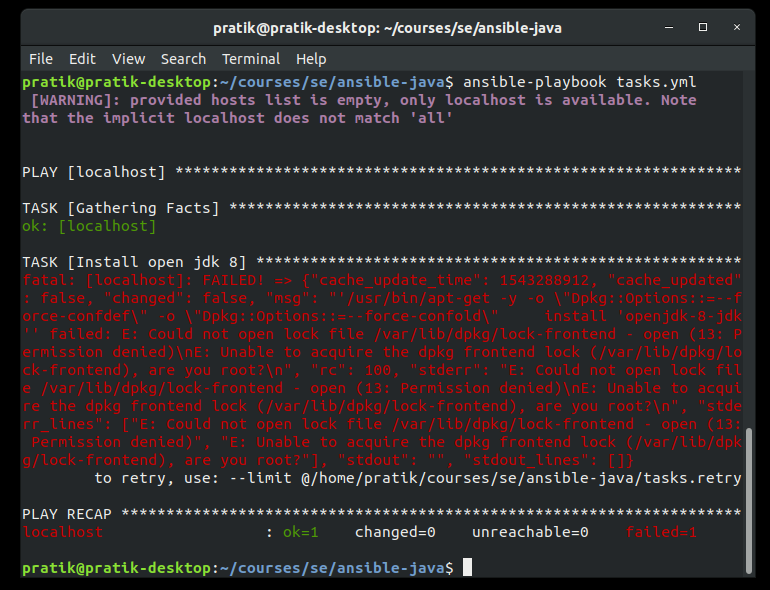 pratik@pratik-desktop: ~/courses/se/ansible-java
File Edit View Search Terminal Help
pratik@pratik-desktop:~/courses/se/ansible-java$ ansible-playbook tasks.yml
[WARNING]: provided hosts list is empty, only localhost is available. Note
that the implicit localhost does not match 'all'
PLAY [localhost] ***************************************************************
TASK [Gathering Facts] *********************************************************
ok: [localhost]
TASK [Install open jdk 8] ******************************************************
fatal: [localhost]: FAILED! => {"cache_update_time": 1543288912, "cache_updated"
: false, "changed": false, "msg": "'/usr/bin/apt-get -y -o \"Dpkg::Options::=--f
orce-confdef\" -o \"Dpkg::Options::=--force-confold\"     install 'openjdk-8-jdk
'' failed: E: Could not open lock file /var/lib/dpkg/lock-frontend - open (13: P
ermission denied)\nE: Unable to acquire the dpkg frontend lock (/var/lib/dpkg/lo
ck-frontend), are you root?\n", "rc": 100, "stderr": "E: Could not open lock fil
e /var/lib/dpkg/lock-frontend - open (13: Permission denied)\nE: Unable to acqui
re the dpkg frontend lock (/var/lib/dpkg/lock-frontend), are you root?\n", "stde
rr_lines": ["E: Could not open lock file /var/lib/dpkg/lock-frontend - open (13:
 Permission denied)", "E: Unable to acquire the dpkg frontend lock (/var/lib/dpk
g/lock-frontend), are you root?"], "stdout": "", "stdout_lines": []}
to retry, use: --limit @/home/pratik/courses/se/ansible-java/tasks.retry
PLAY RECAP *********************************************************************
localhost                  : ok=1    changed=0    unreachable=0    failed=1
pratik@pratik-desktop:~/courses/se/ansible-java$